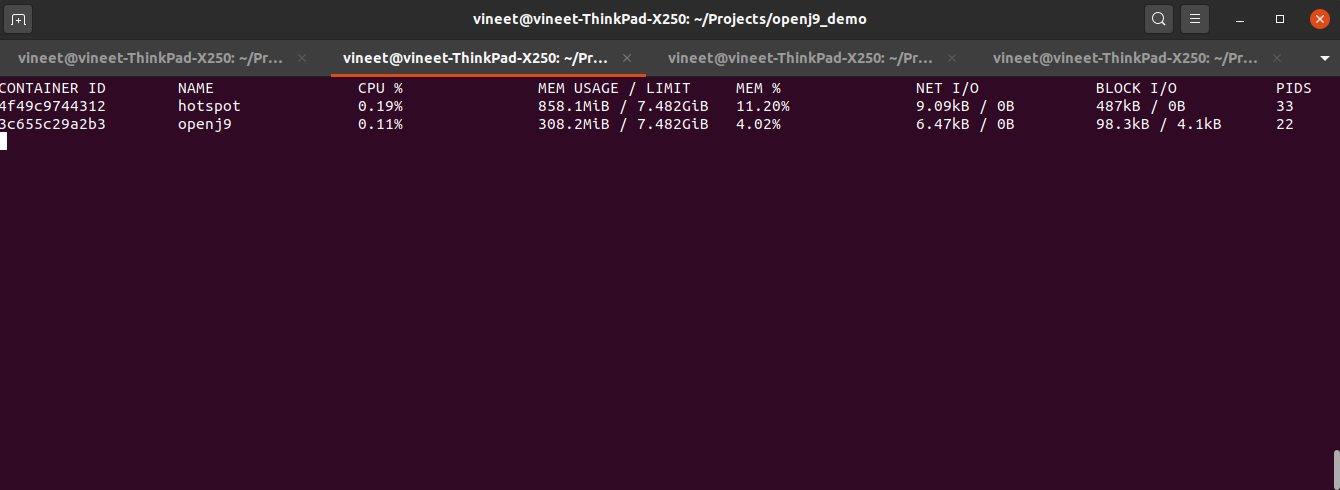 vineet@vineet-ThinkPad-X250: ~/Projects/openj9_demo
vineet@vineet-ThinkPad-X250: ~/Pr... vineet@vineet-ThinkPad-X250: ~/Pr... vineet@vineet-ThinkPad-X250: ~/Pr... vineet@vineet-ThinkPad-X250: ~/Pr...
CONTAINER ID NAME CPU % MEM USAGE / LIMIT MEM % NET I/O BLOCK I/O PIDS
4f49c9744312 hotspot 0.19% 858.1MiB / 7.482GiB 11.20% 9.09kB / 0B 487kB / 0B 33
3c655c29a2b3 openj9 0.11% 308.2MiB / 7.482GiB 4.02% 6.47kB / 0B 98.3kB / 4.1kB 22